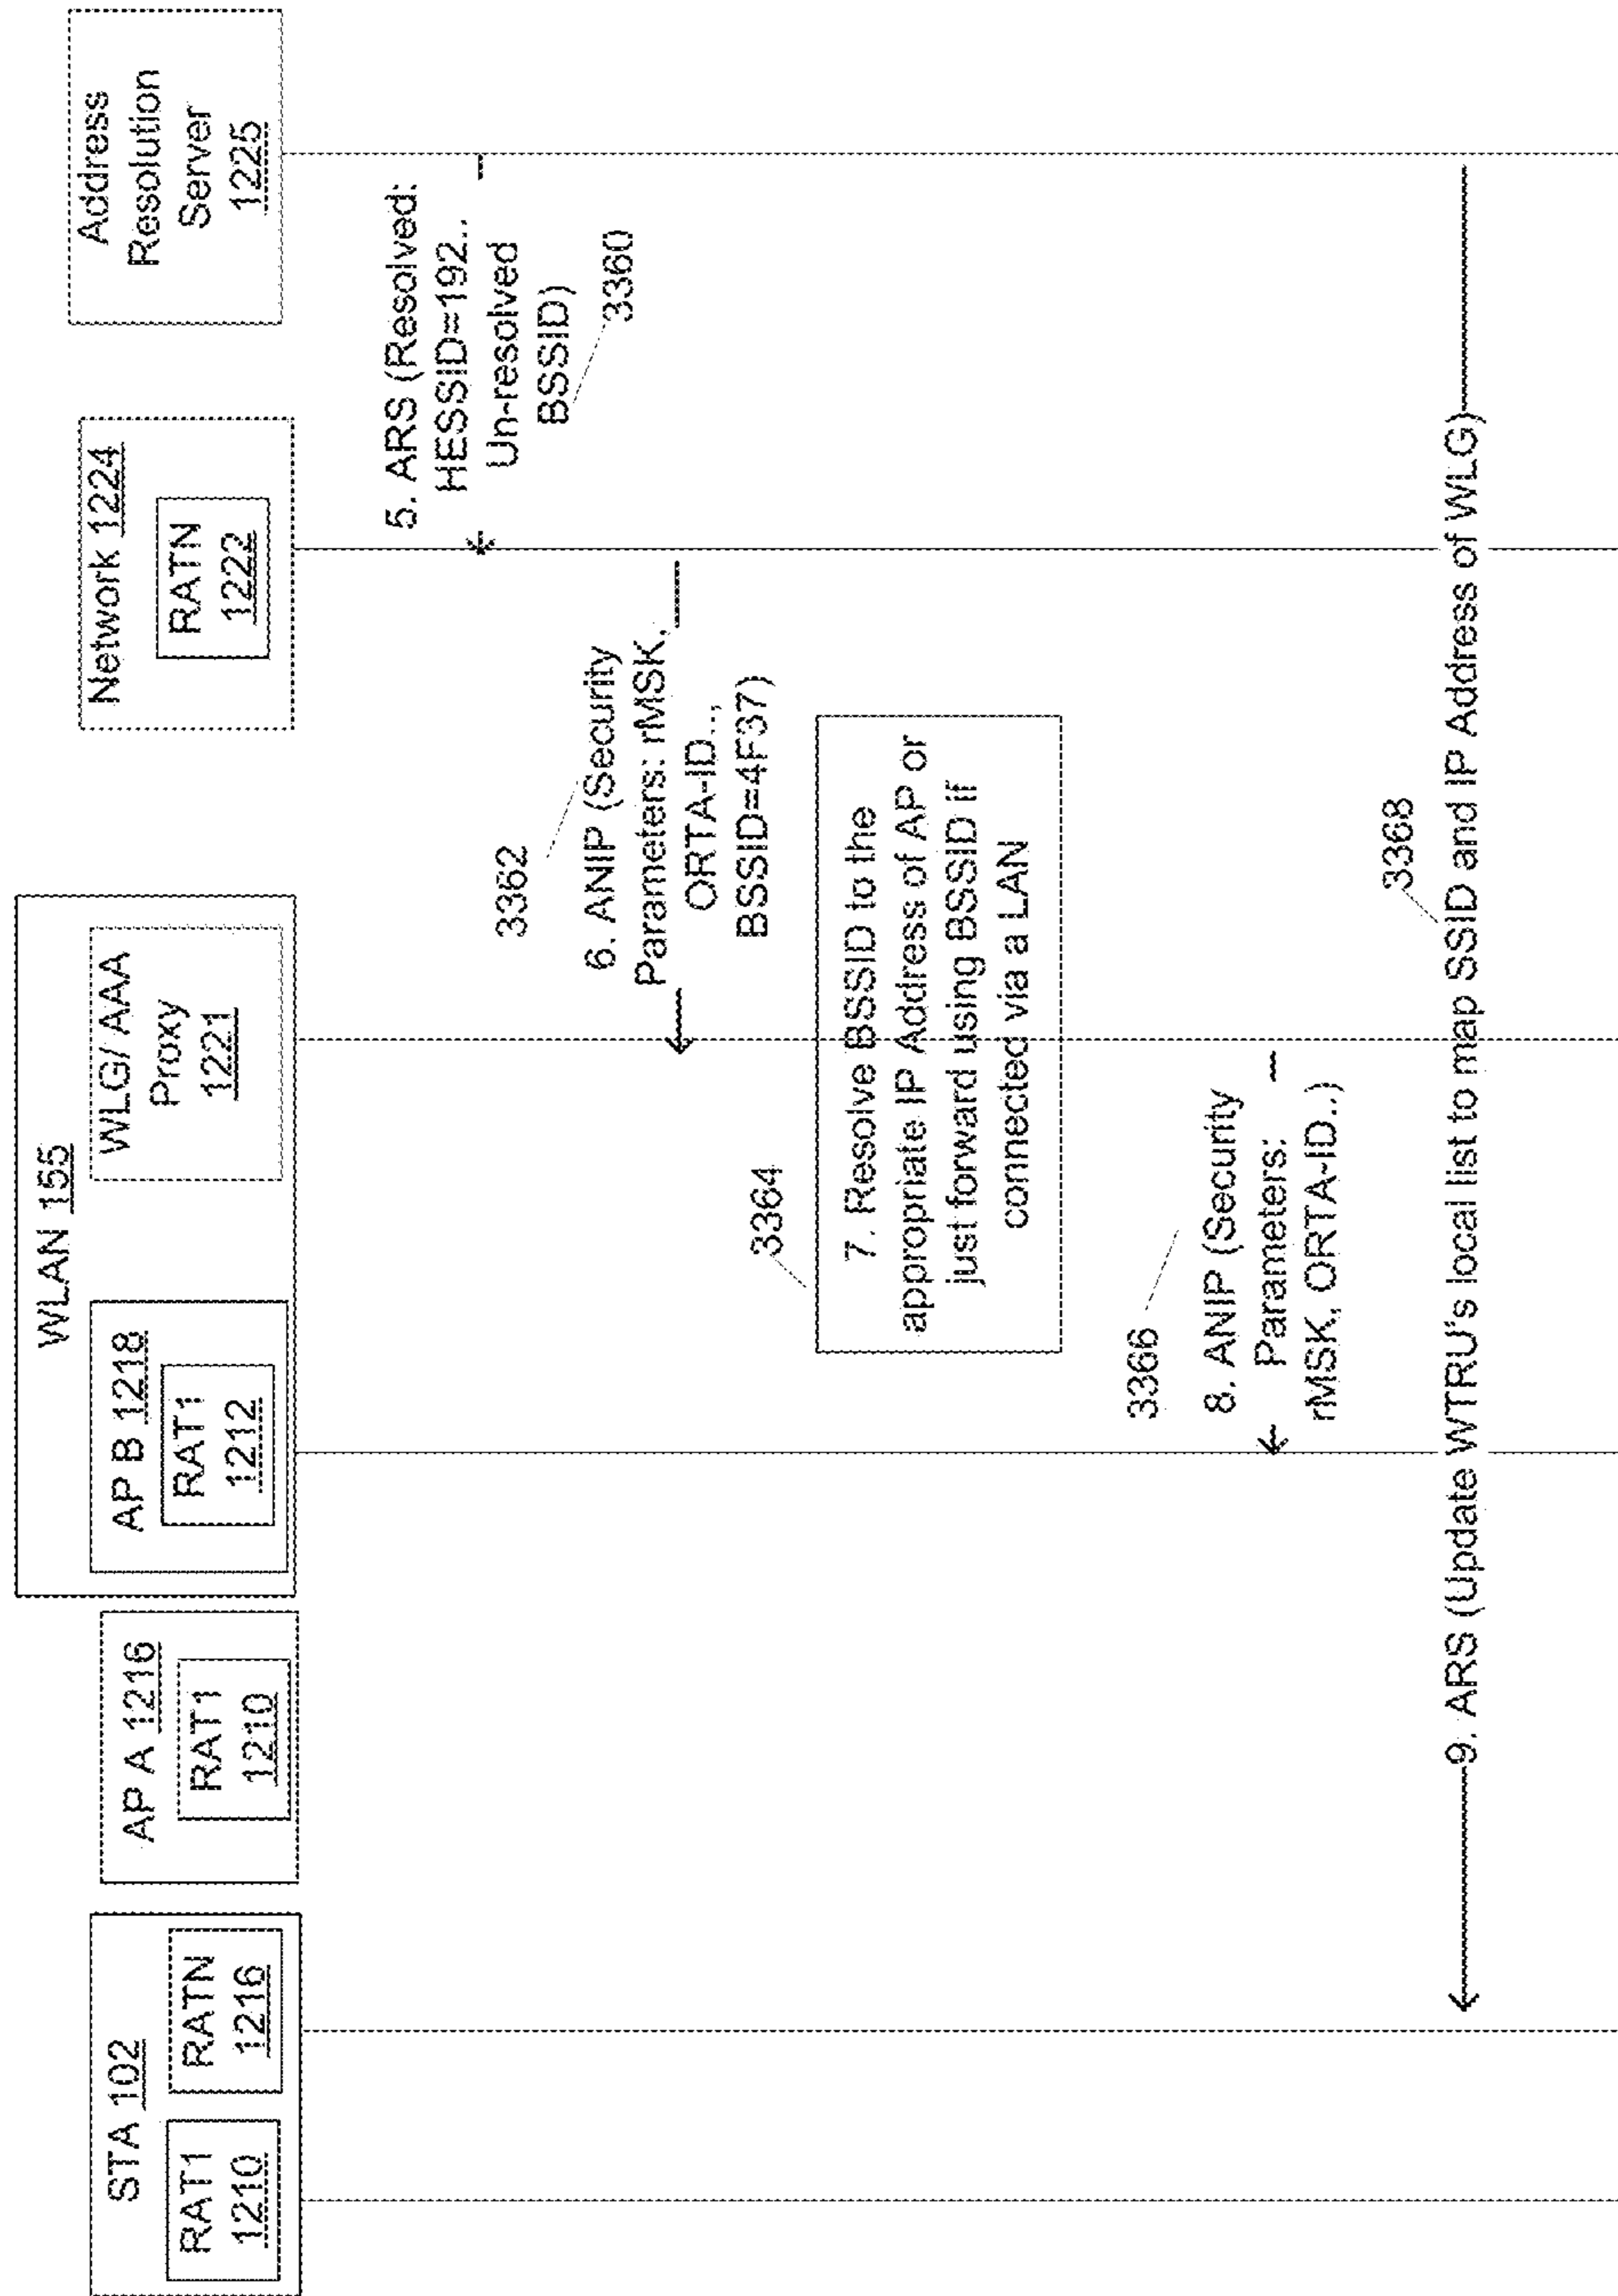 STA 102
RAT1
1210
RATN
1216
AP A 1216
RAT1
1210
WLAN 155
AP B 1218
RAT1
1212
WLG/ AAA
Proxy
1221
Network 1224
RATN
1222
Address
Resolution
Server
1225
5. ARS (Resolved:
HESSID=192..
Un-resolved
BSSID)
3360
3362
6. ANIP (Security
Parameters: rMSK,
ORTA-ID..,
BSSID=4F37)
3364
7. Resolve BSSID to the
appropriate IP Address of AP or
just forward using BSSID if
connected via a LAN
3366
8. ANIP (Security
Parameters:
rMSK, ORTA-ID..)
3368
9. ARS (Update WTRU's local list to map SSID and IP Address of WLG)